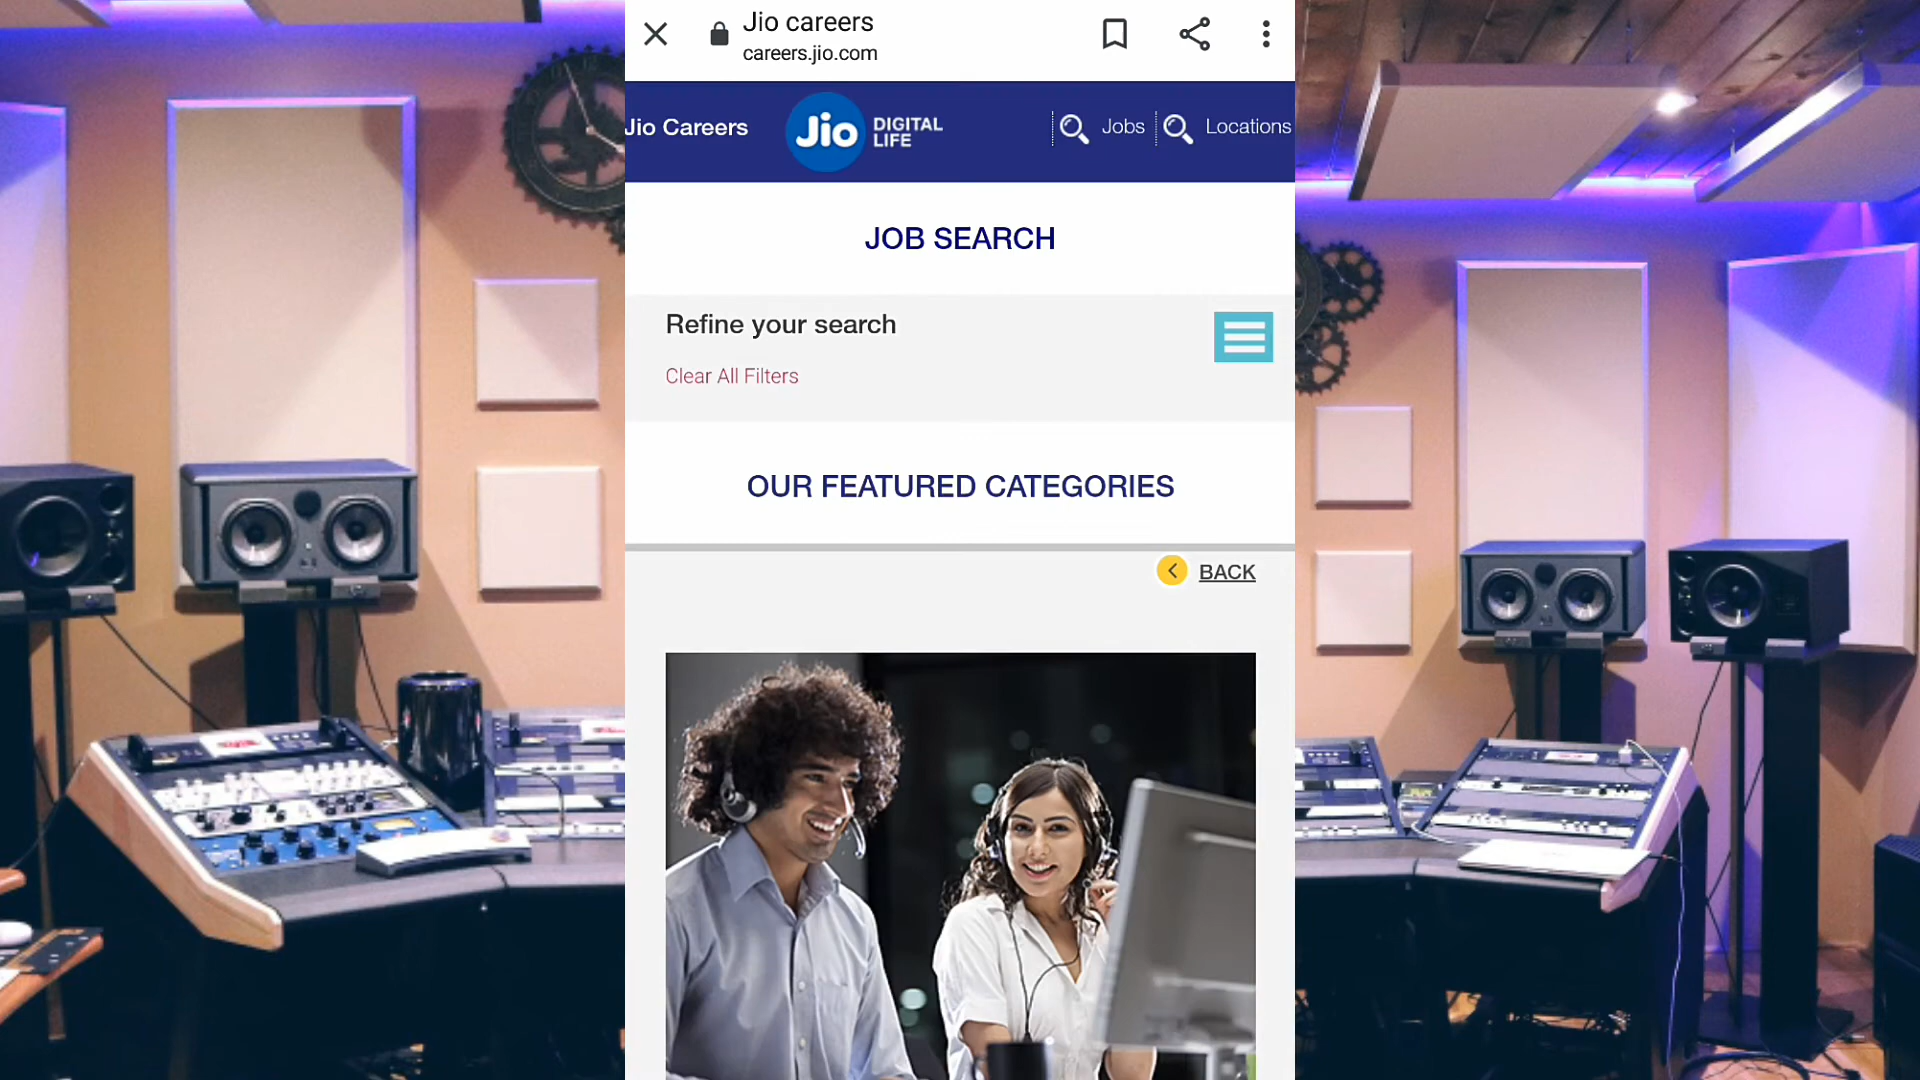 Jio careers
careers.jio.com
Jio Careers
Jio
DIGITAL
LIFE
Jobs
Locations
JOB SEARCH
Refine your search
Clear All Filters
OUR FEATURED CATEGORIES
BACK